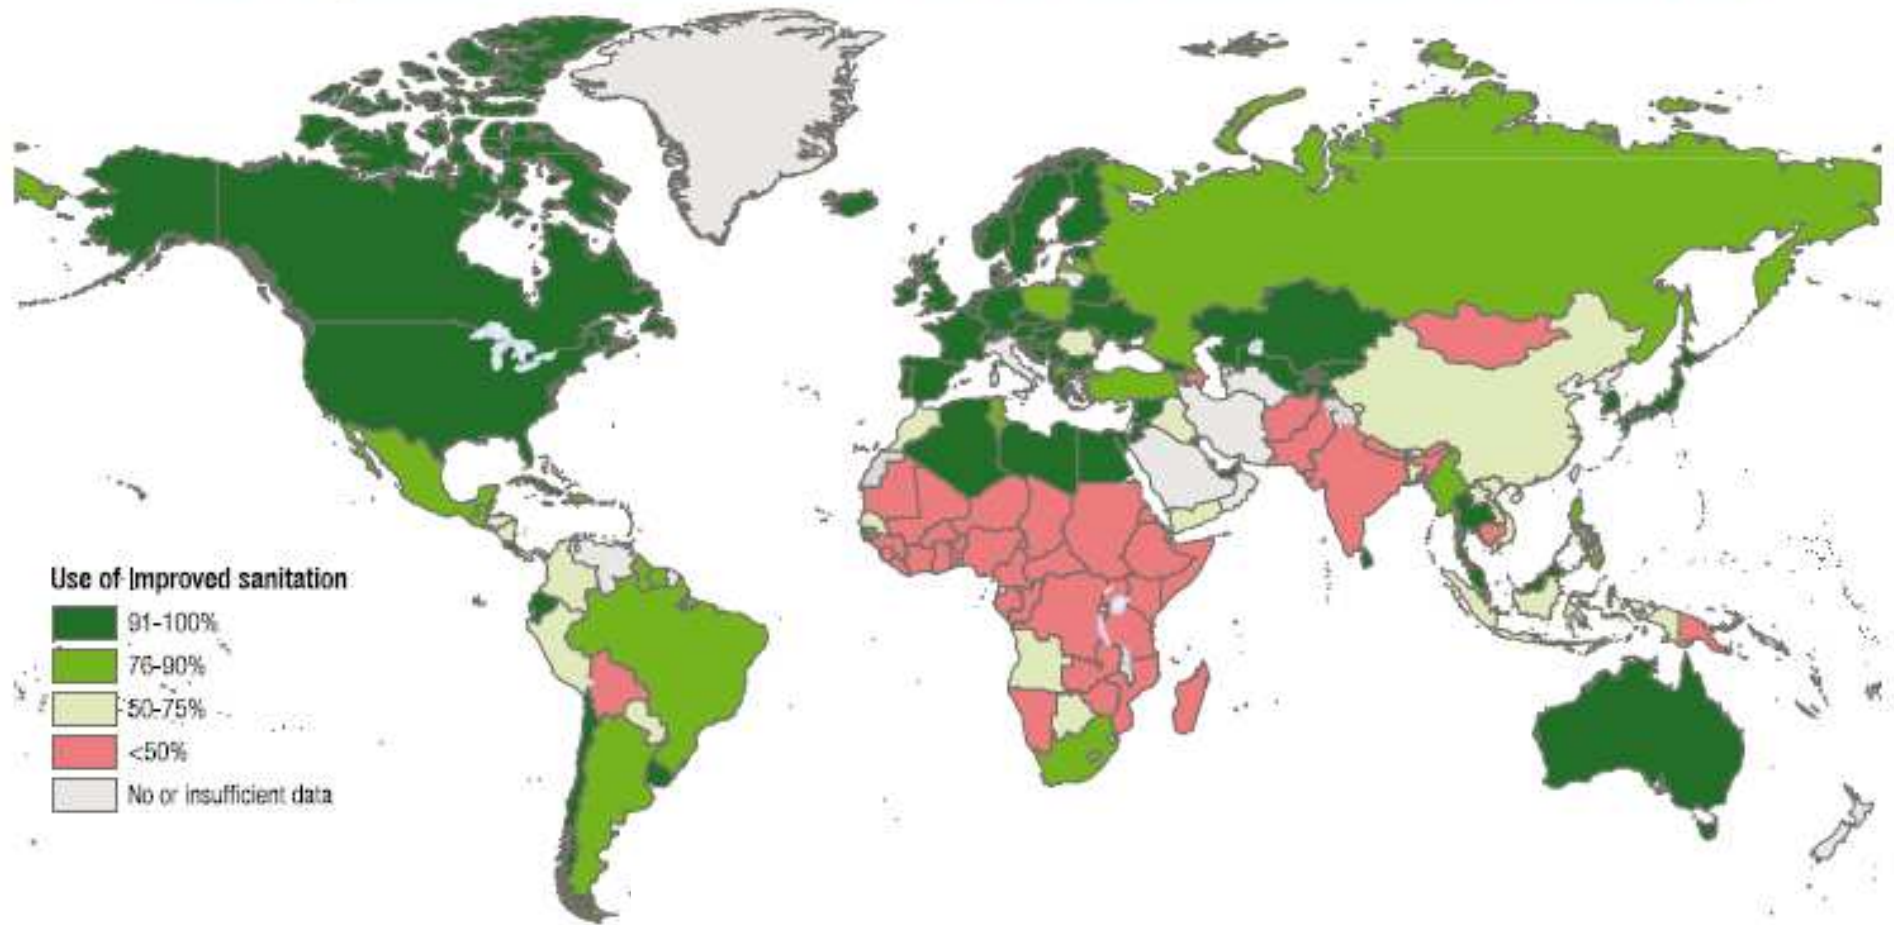 Use of Improved sanitation
91-100%
76-90%
50-75%
<50%
No or insufficient data